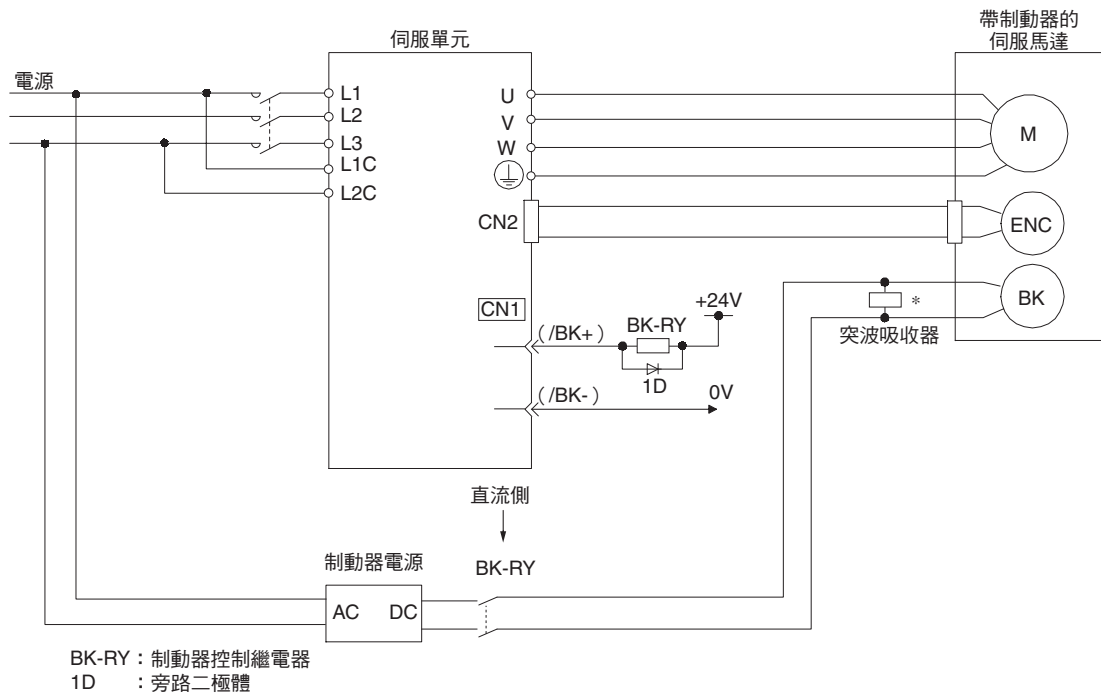 帶制動器的
伺服馬達
伺服單元
電源
L1
L2
L3
L1C
L2C
U
V
W
M
CN2
ENC
CN1
+24V
(/BK+)
BK-RY
1D
(/BK-)
0V
*
突波吸收器
BK
直流側
制動器電源
BK-RY
AC DC
BK-RY：制動器控制繼電器
1D ：旁路二極體